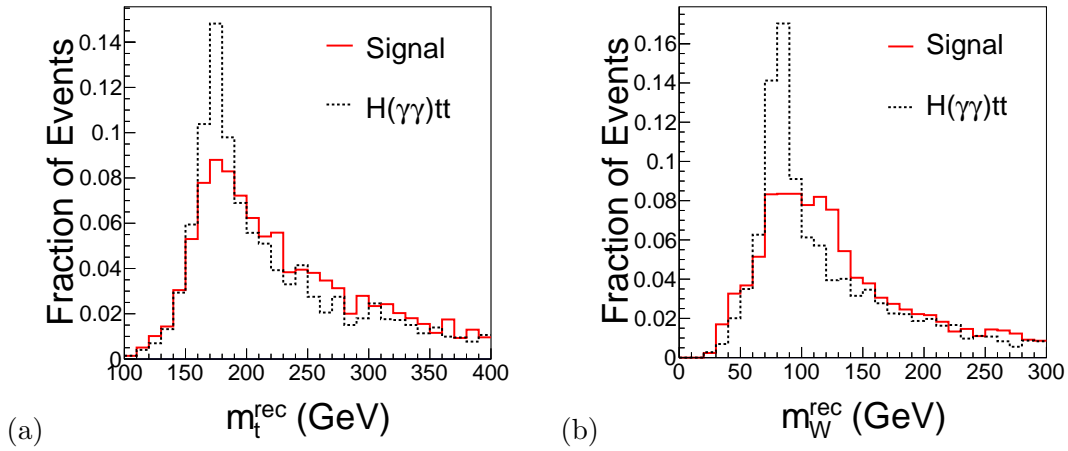 Fraction of Events
0.14
0.12
0.1
0.08
0.06
0.04
0.02
0
Signal
H(γγ)tt
100 150 200 250 300 350 400
(a)
m_t^rec (GeV)
Fraction of Events
0.16
0.14
0.12
0.1
0.08
0.06
0.04
0.02
0
Signal
H(γγ)tt
0 50 100 150 200 250 300
(b)
m_W^rec (GeV)